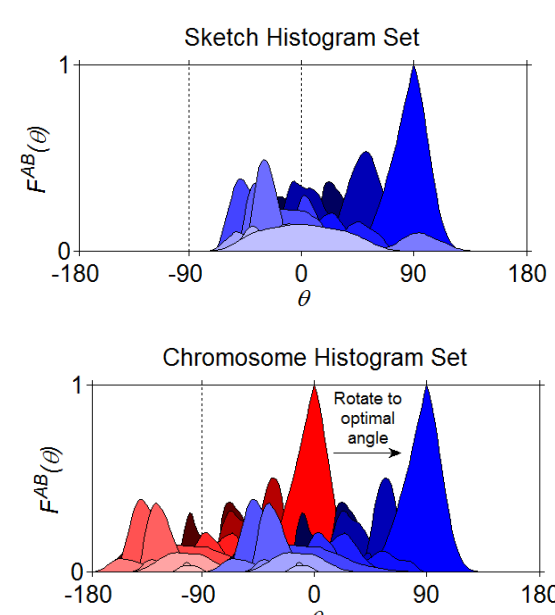 Sketch Histogram Set
1
F^AB(θ)
0
-180 -90 0 90 180
θ
Chromosome Histogram Set
1
Rotate to
optimal
angle
F^AB(θ)
0
-180 -90 0 90 180
θ